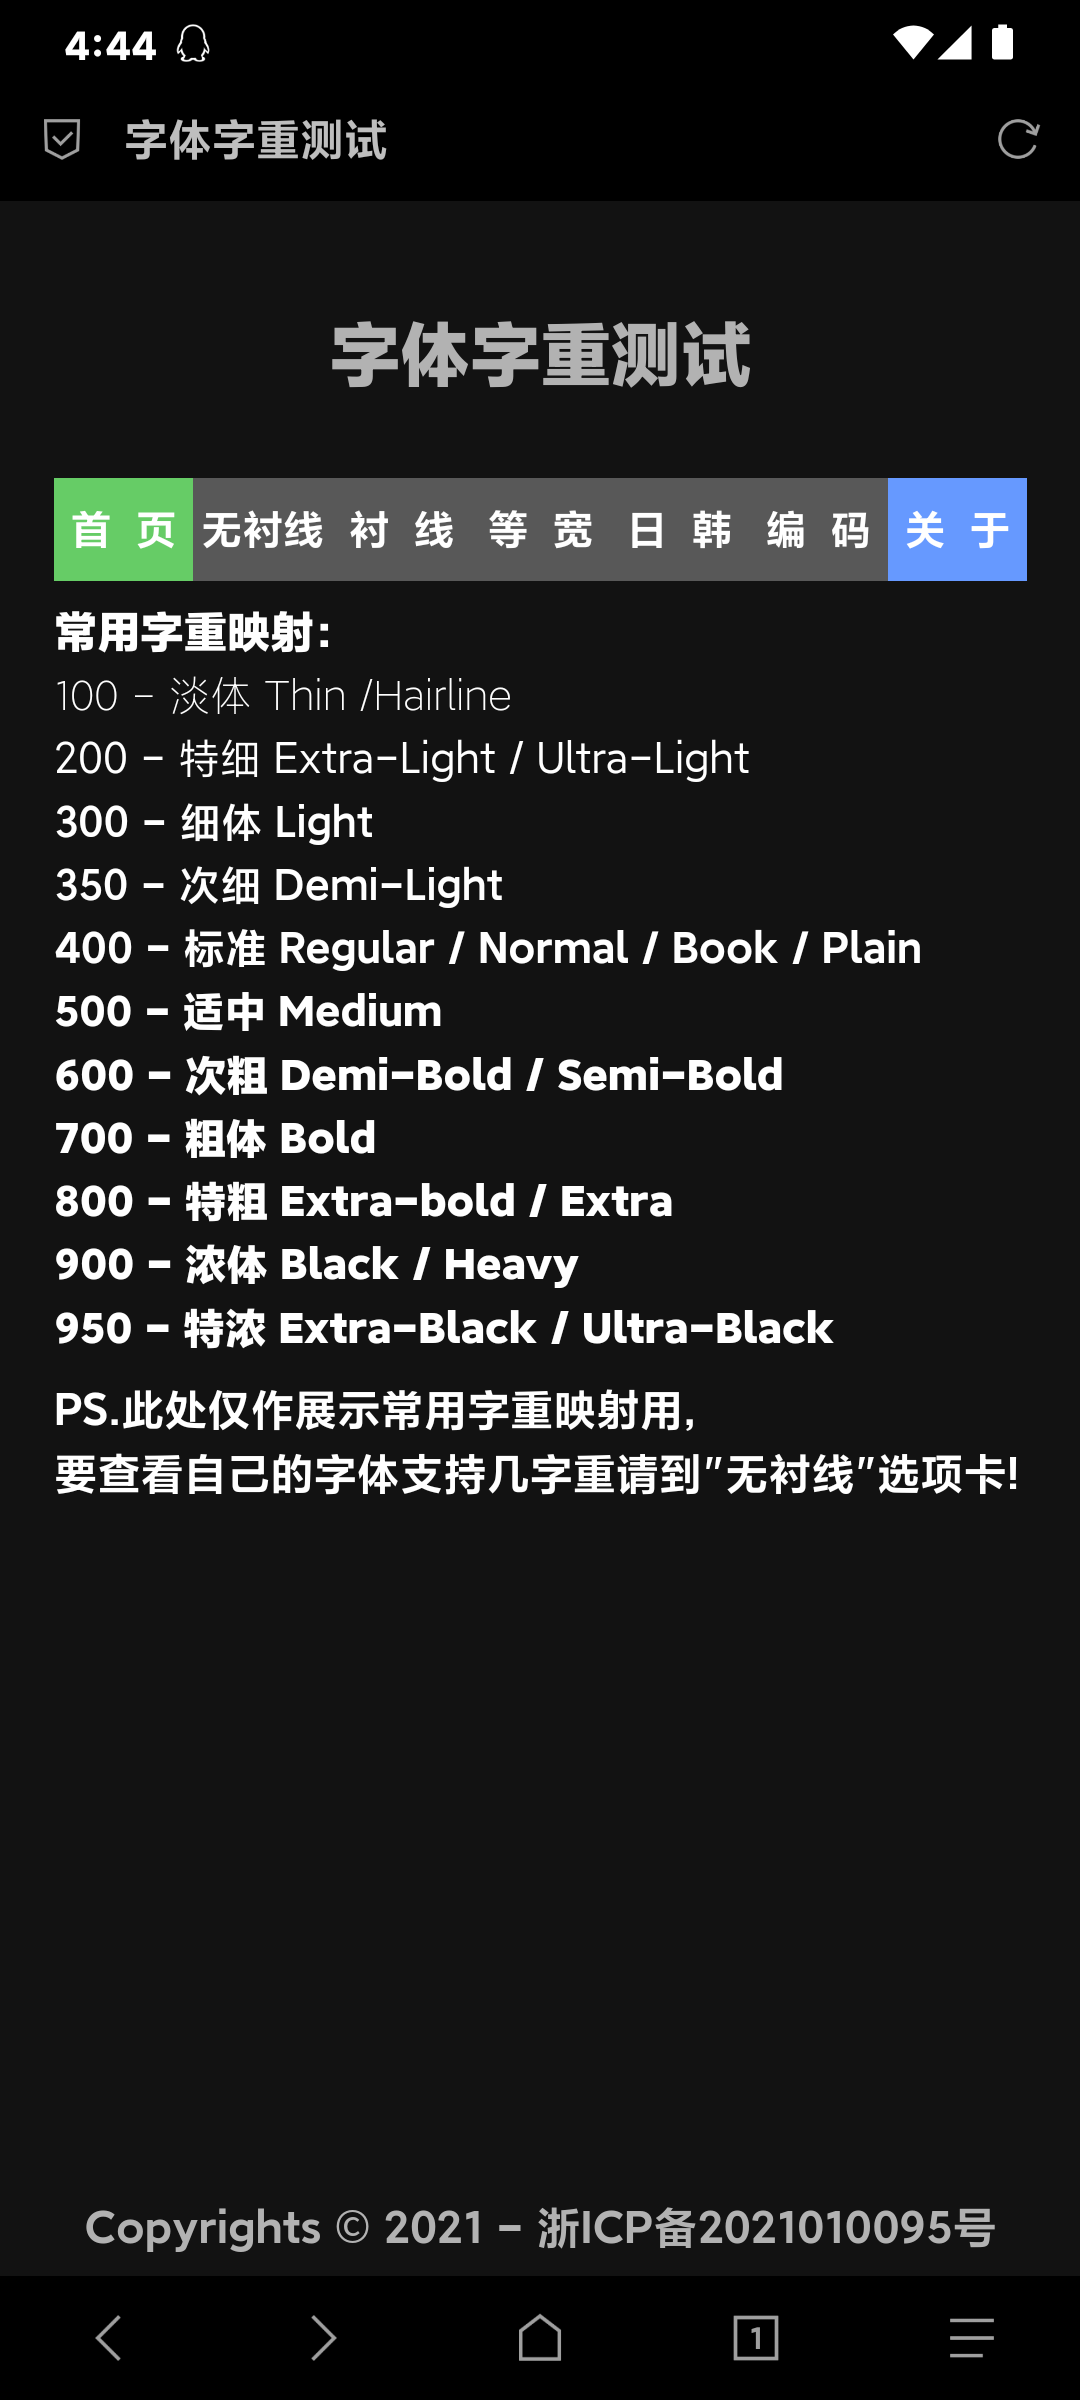 4:44
字体字重测试
字体字重测试
首 页 无衬线 衬 线 等 宽 日 韩 编 码 关 于
常用字重映射:
100 - 淡体 Thin /Hairline
200 - 特细 Extra-Light / Ultra-Light
300 - 细体 Light
350 - 次细 Demi-Light
400 - 标准 Regular / Normal / Book / Plain
500 - 适中 Medium
600 - 次粗 Demi-Bold / Semi-Bold
700 - 粗体 Bold
800 - 特粗 Extra-bold / Extra
900 - 浓体 Black / Heavy
950 - 特浓 Extra-Black / Ultra-Black
PS.此处仅作展示常用字重映射用,
要查看自己的字体支持几字重请到"无衬线"选项卡!
Copyrights © 2021 - 浙ICP备2021010095号
1